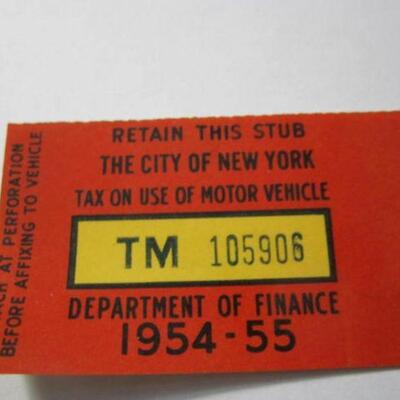 RETAIN THIS STUB
THE CITY OF NEW YORK
TAX ON USE OF MOTOR VEHICLE
TM 105906
DEPARTMENT OF FINANCE
1954-55
AT PERFORATION
BEFORE AFFIXING TO VEHICLE